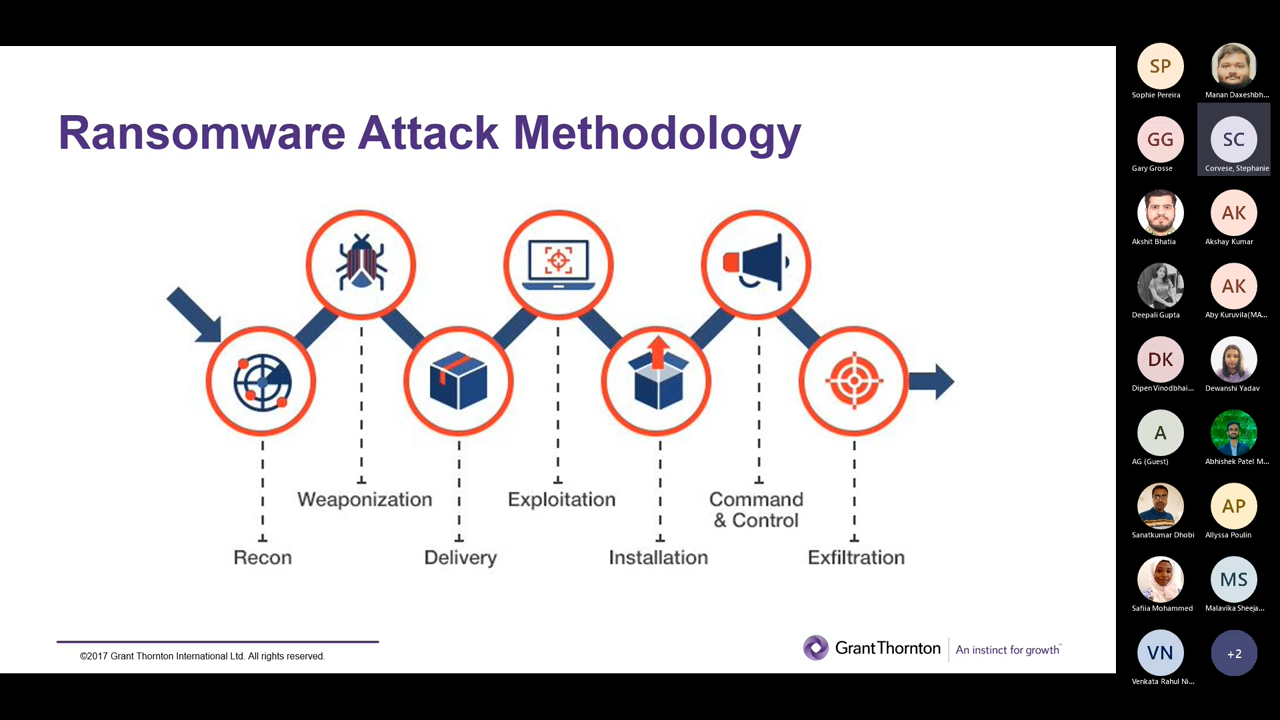 Ransomware Attack Methodology
Weaponization
Exploitation
Command
& Control
Recon
Delivery
Installation
Exfiltration
©2017 Grant Thornton International Ltd. All rights reserved.
Grant Thornton
An instinct for growth™
SP
Sophie Pereira
Manan Daxeshbh...
GG
Gary Grosse
SC
Corvese, Stephanie
Akshit Bhatia
AK
Akshay Kumar
Deepali Gupta
AK
Aby Kuruvila(MA...
DK
Dipen Vinodbhai...
Dewanshi Yadav
A
AG (Guest)
Abhishek Patel M...
Sanatkumar Dhobi
AP
Allyssa Poulin
Safiia Mohammed
MS
Malavika Sheeja...
VN
Venkata Rahul Ni...
+2